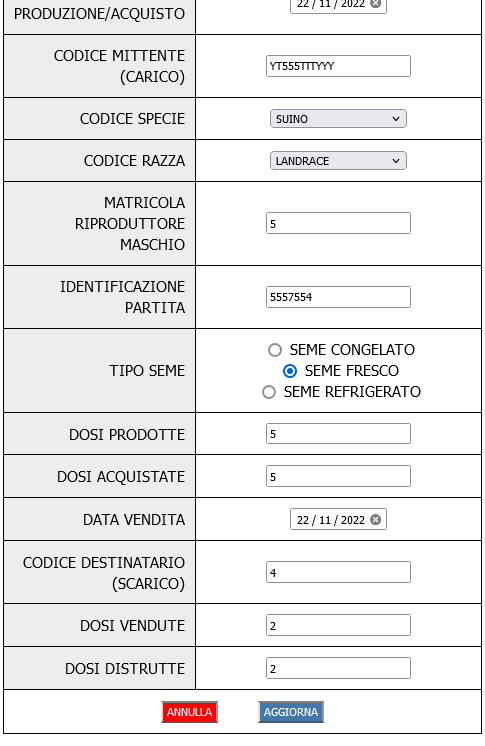 PRODUZIONE/ACQUISTO
22 / 11 / 2022
CODICE MITTENTE
(CARICO)
YT555TTTYYY
CODICE SPECIE
SUINO
CODICE RAZZA
LANDRACE
MATRICOLA
RIPRODUTTORE
MASCHIO
5
IDENTIFICAZIONE
PARTITA
5557554
TIPO SEME
SEME CONGELATO
SEME FRESCO
SEME REFRIGERATO
DOSI PRODOTTE
5
DOSI ACQUISTATE
5
DATA VENDITA
22 / 11 / 2022
CODICE DESTINATARIO
(SCARICO)
4
DOSI VENDUTE
2
DOSI DISTRUTTE
2
ANNULLA
AGGIORNA